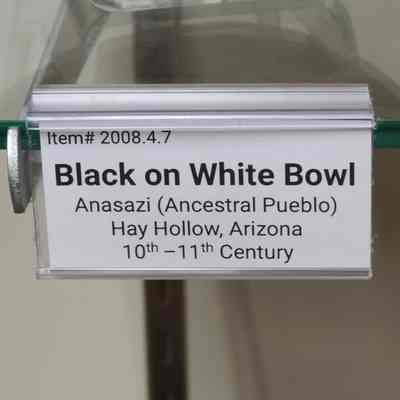 Item# 2008.4.7
Black on White Bowl
Anasazi (Ancestral Pueblo)
Hay Hollow, Arizona
10th –11th Century